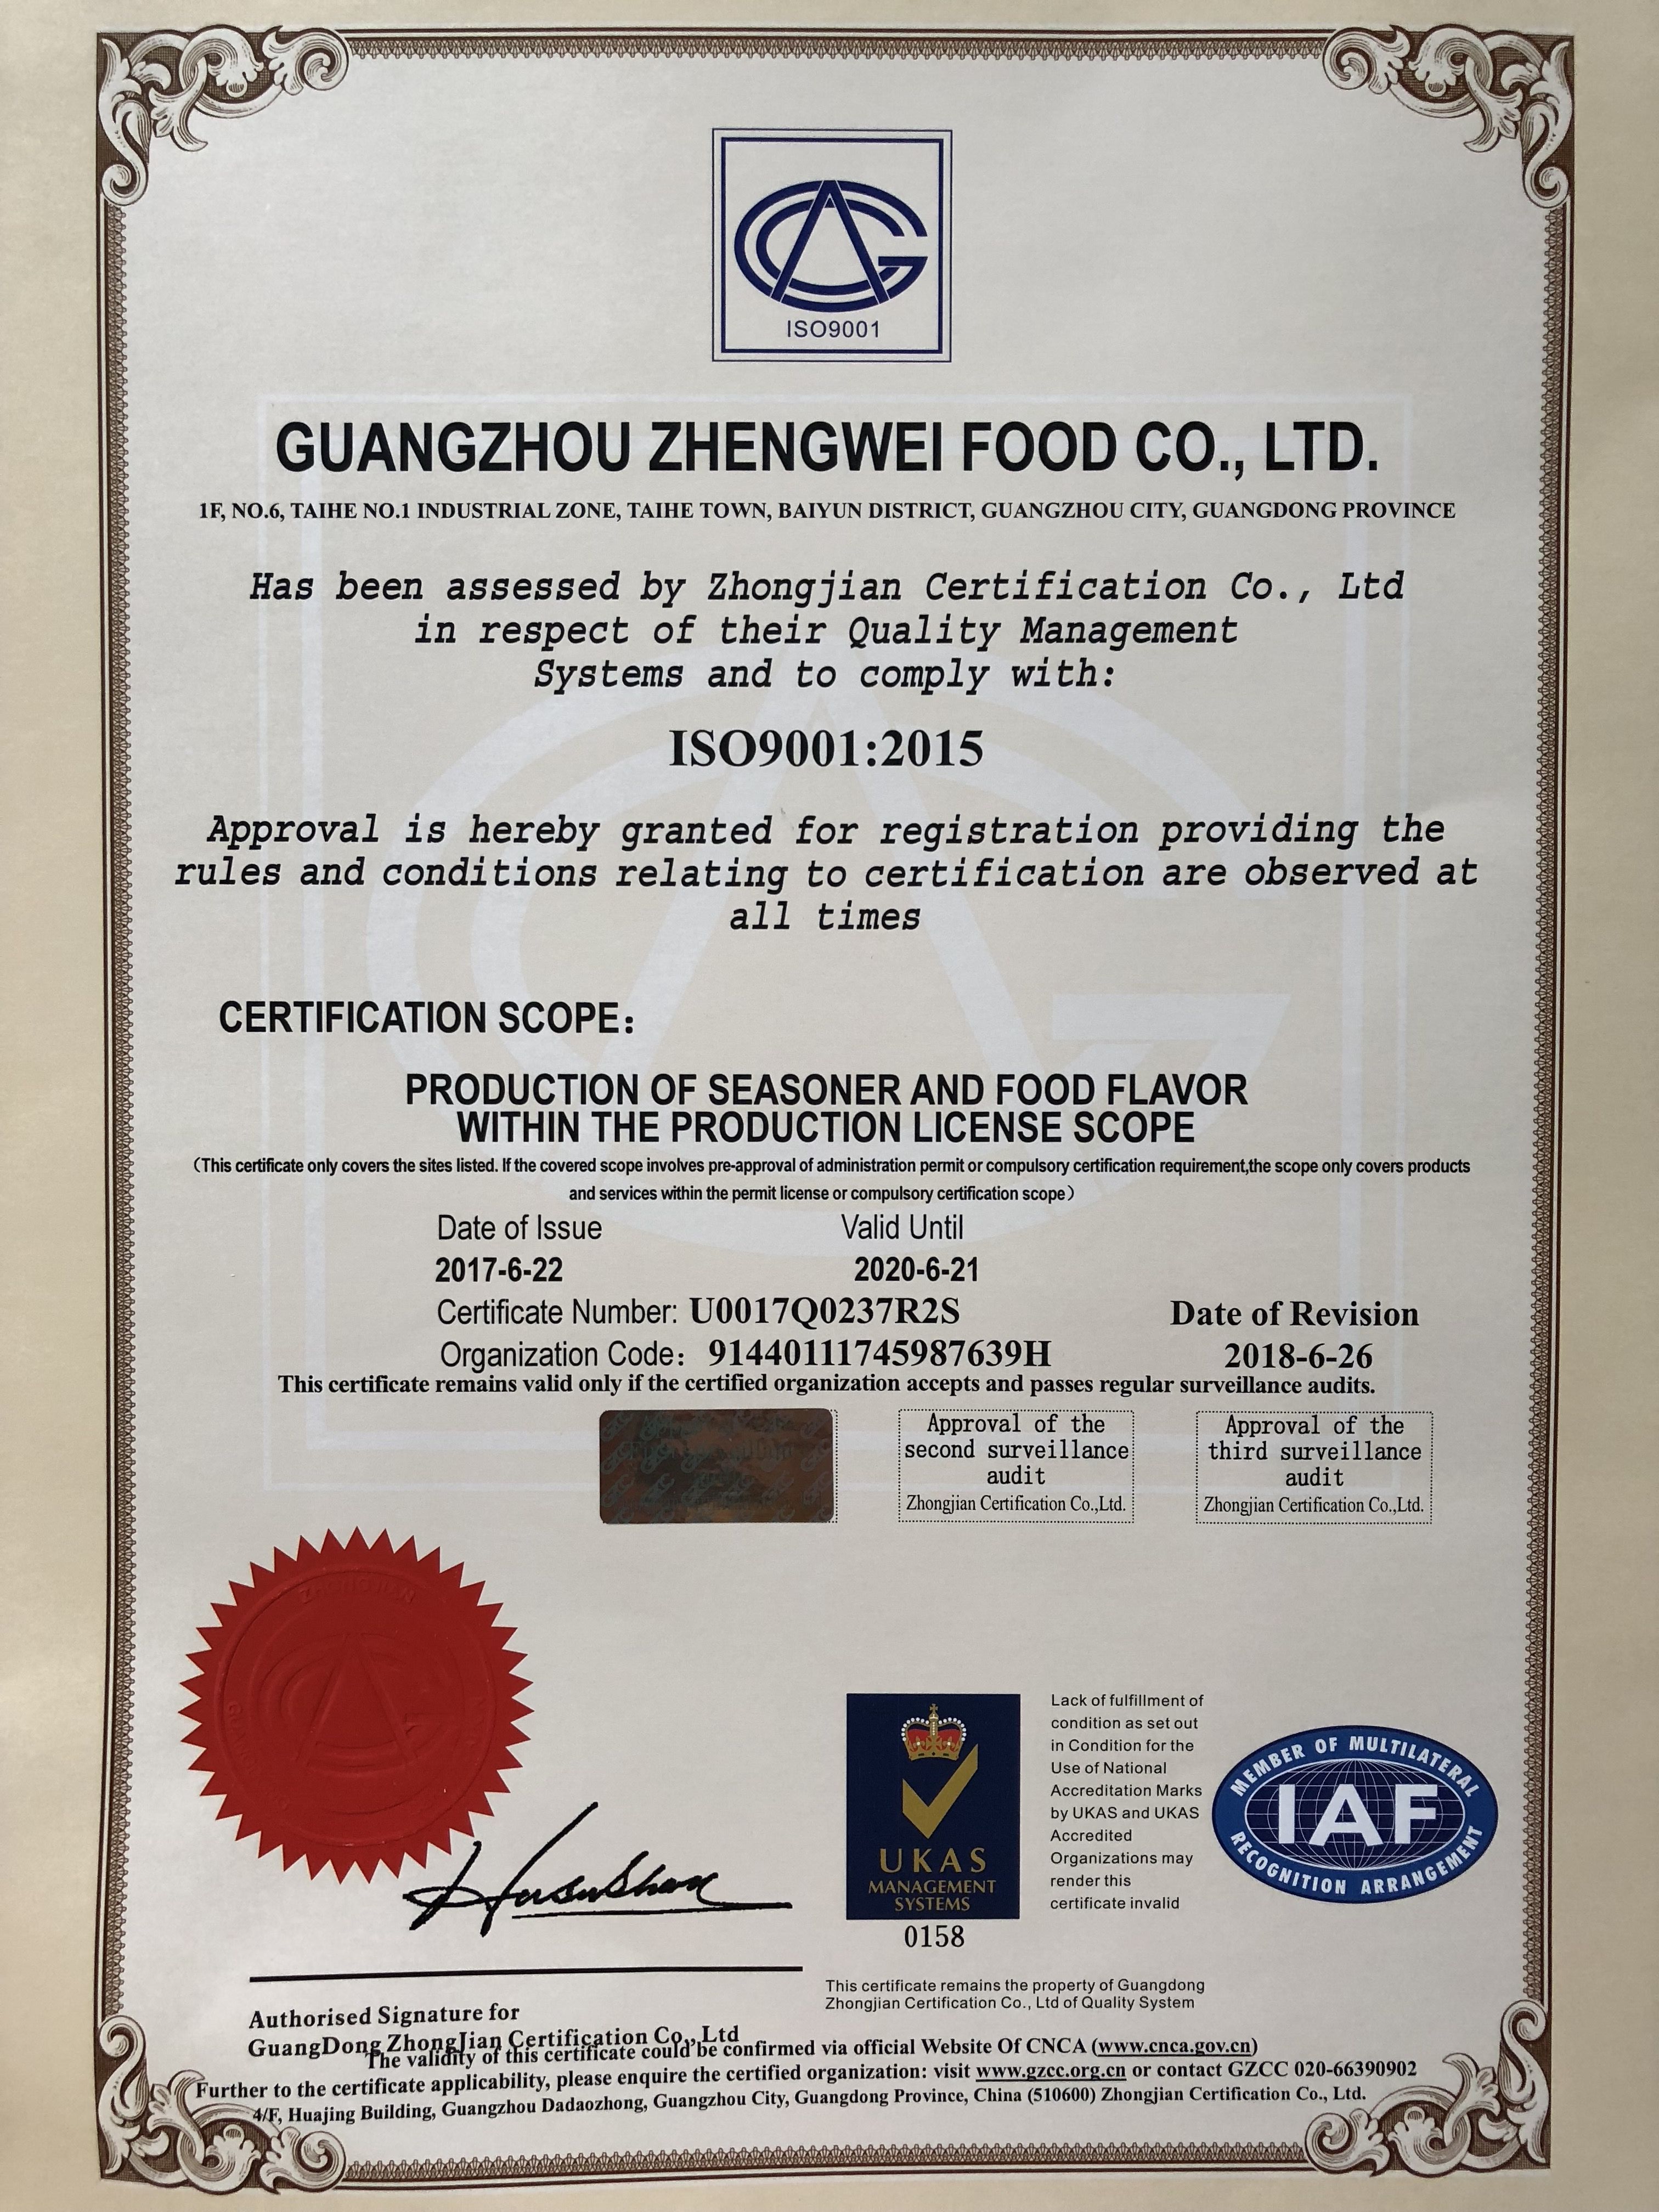 ISO9001
GUANGZHOU ZHENGWEI FOOD CO., LTD.
1F, NO.6, TAIHE NO.1 INDUSTRIAL ZONE, TAIHE TOWN, BAIYUN DISTRICT, GUANGZHOU CITY, GUANGDONG PROVINCE
Has been assessed by Zhongjian Certification Co., Ltd
in respect of their Quality Management
Systems and to comply with:
ISO9001:2015
Approval is hereby granted for registration providing the
rules and conditions relating to certification are observed at
all times
CERTIFICATION SCOPE:
PRODUCTION OF SEASONER AND FOOD FLAVOR
WITHIN THE PRODUCTION LICENSE SCOPE
(This certificate only covers the sites listed. If the covered scope involves pre-approval of administration permit or compulsory certification requirement,the scope only covers products
and services within the permit license or compulsory certification scope)
Date of Issue Valid Until
2017-6-22 2020-6-21
Certificate Number: U0017Q0237R2S Date of Revision
Organization Code: 91440111745987639H 2018-6-26
This certificate remains valid only if the certified organization accepts and passes regular surveillance audits.
Approval of the
second surveillance
audit
Zhongjian Certification Co.,Ltd.
Approval of the
third surveillance
audit
Zhongjian Certification Co.,Ltd.
ZHONGJIAN
UKAS
MANAGEMENT
SYSTEMS
0158
Lack of fulfillment of
condition as set out
in Condition for the
Use of National
Accreditation Marks
by UKAS and UKAS
Accredited
Organizations may
render this
certificate invalid
MEMBER OF MULTILATERAL
IAF
RECOGNITION ARRANGEMENT
This certificate remains the property of Guangdong
Zhongjian Certification Co., Ltd of Quality System
Authorised Signature for
GuangDong ZhongJian Certification Co.,Ltd
The validity of this certificate could be confirmed via official Website Of CNCA (www.cnca.gov.cn)
Further to the certificate applicability, please enquire the certified organization: visit www.gzcc.org.cn or contact GZCC 020-66390902
4/F, Huajing Building, Guangzhou Dadaozhong, Guangzhou City, Guangdong Province, China (510600) Zhongjian Certification Co., Ltd.